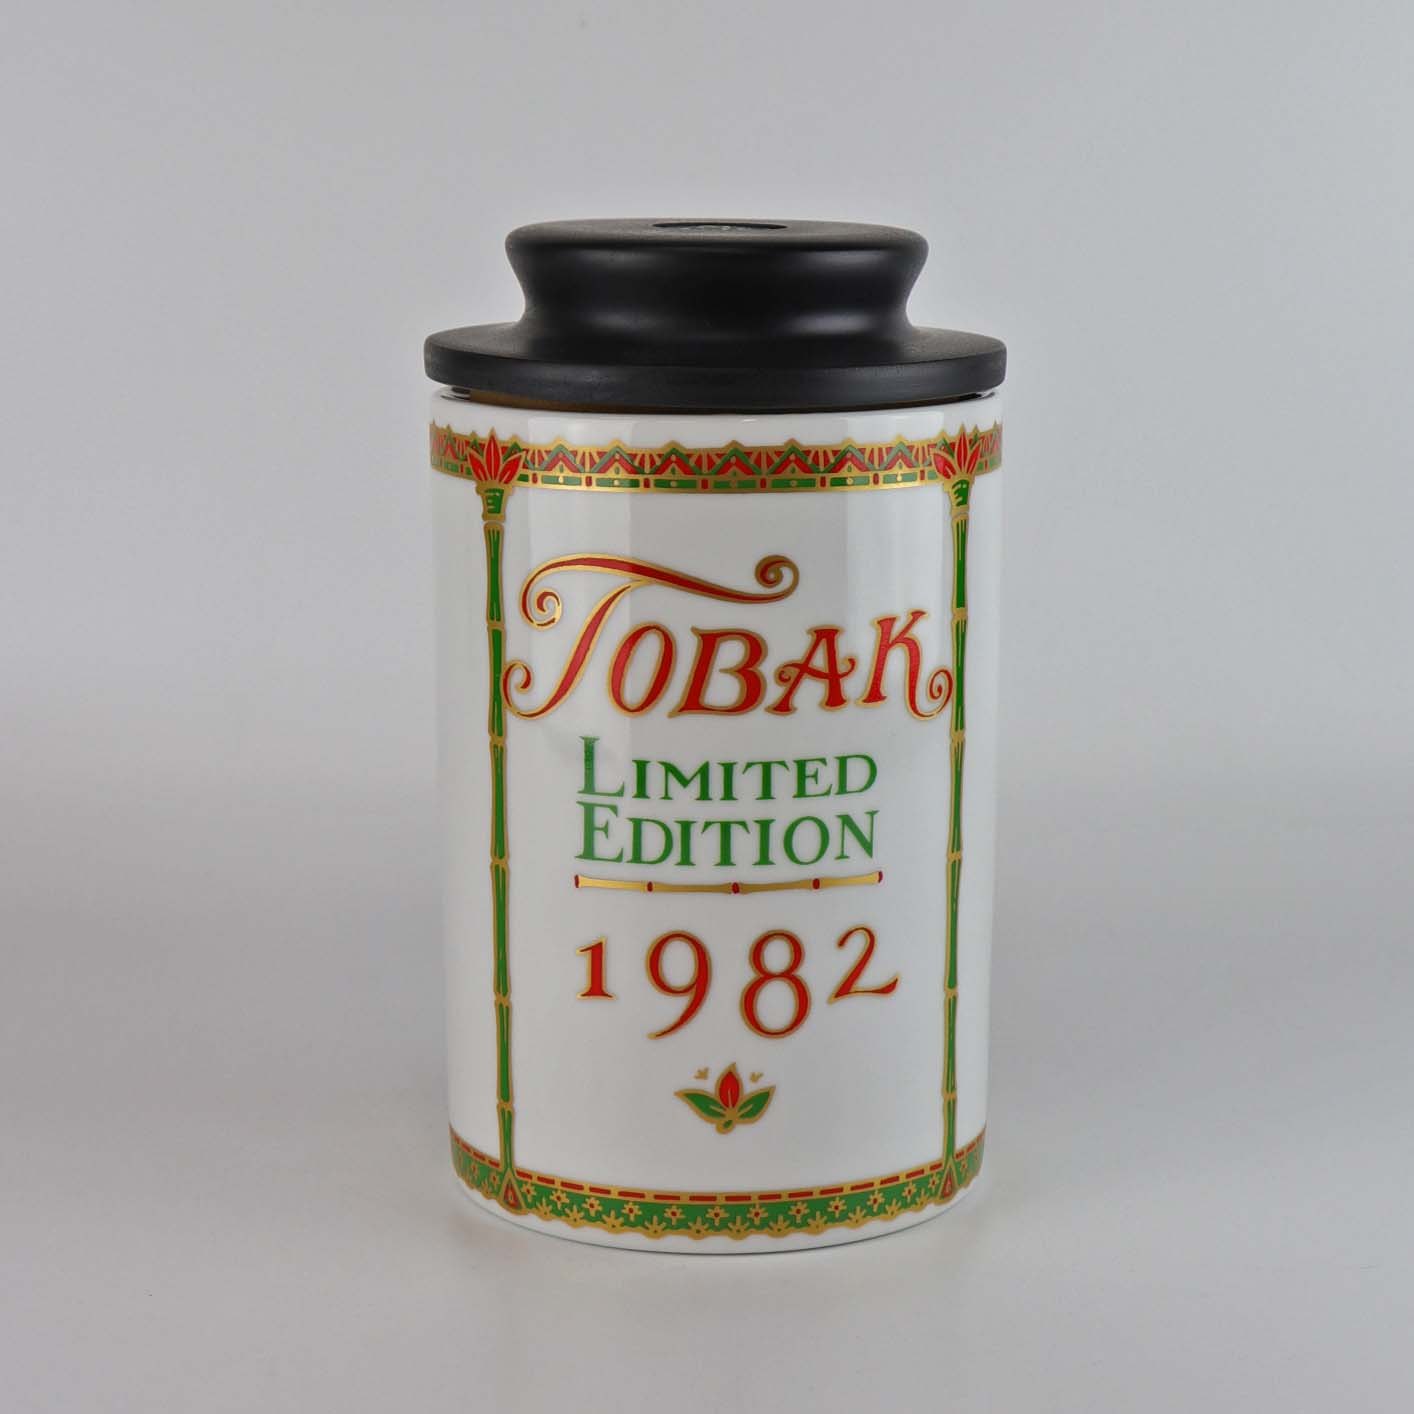 TOBAK
LIMITED
EDITION
1982